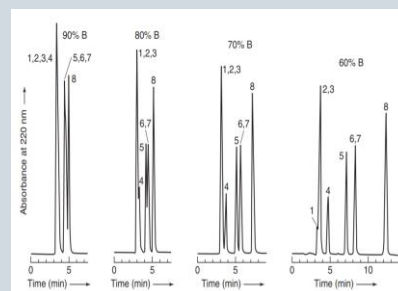 Absorbance at 220 nm →
90% B
1,2,3,4
5,6,7
8
0 5
Time (min) →
80% B
1,2,3
8
6,7
5
4
0 5
Time (min) →
70% B
1,2,3
8
6,7
5
4
0 5
Time (min) →
60% B
2,3
8
6,7
5
4
1
0 5 10
Time (min) →